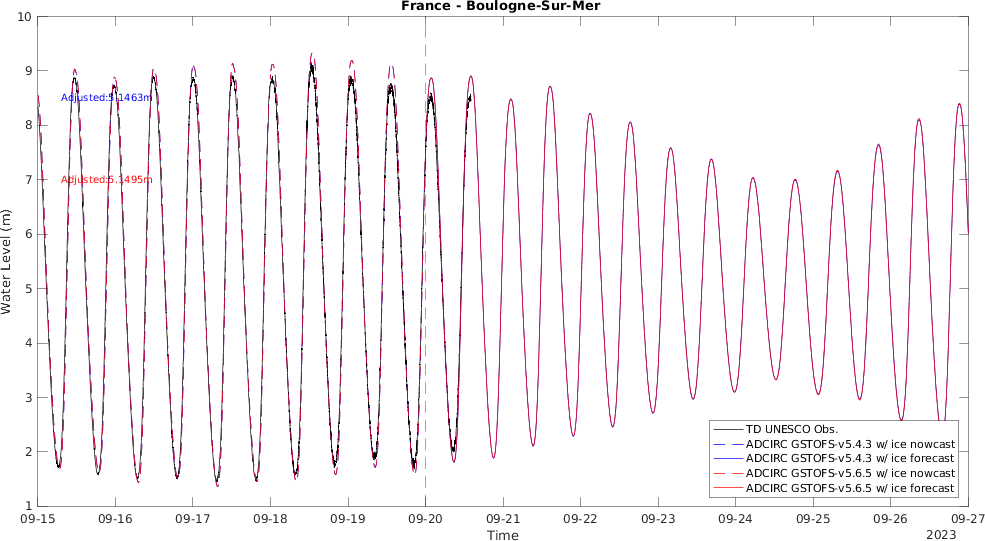 France - Boulogne-Sur-Mer
10
9
8
7
6
5
4
3
2
1
Water Level (m)
Adjusted:5.1463m
Adjusted:5.1495m
TD UNESCO Obs.
ADCIRC GSTOFS-v5.4.3 w/ ice nowcast
ADCIRC GSTOFS-v5.4.3 w/ ice forecast
ADCIRC GSTOFS-v5.6.5 w/ ice nowcast
ADCIRC GSTOFS-v5.6.5 w/ ice forecast
09-15 09-16 09-17 09-18 09-19 09-20 09-21 09-22 09-23 09-24 09-25 09-26 09-27
Time
2023